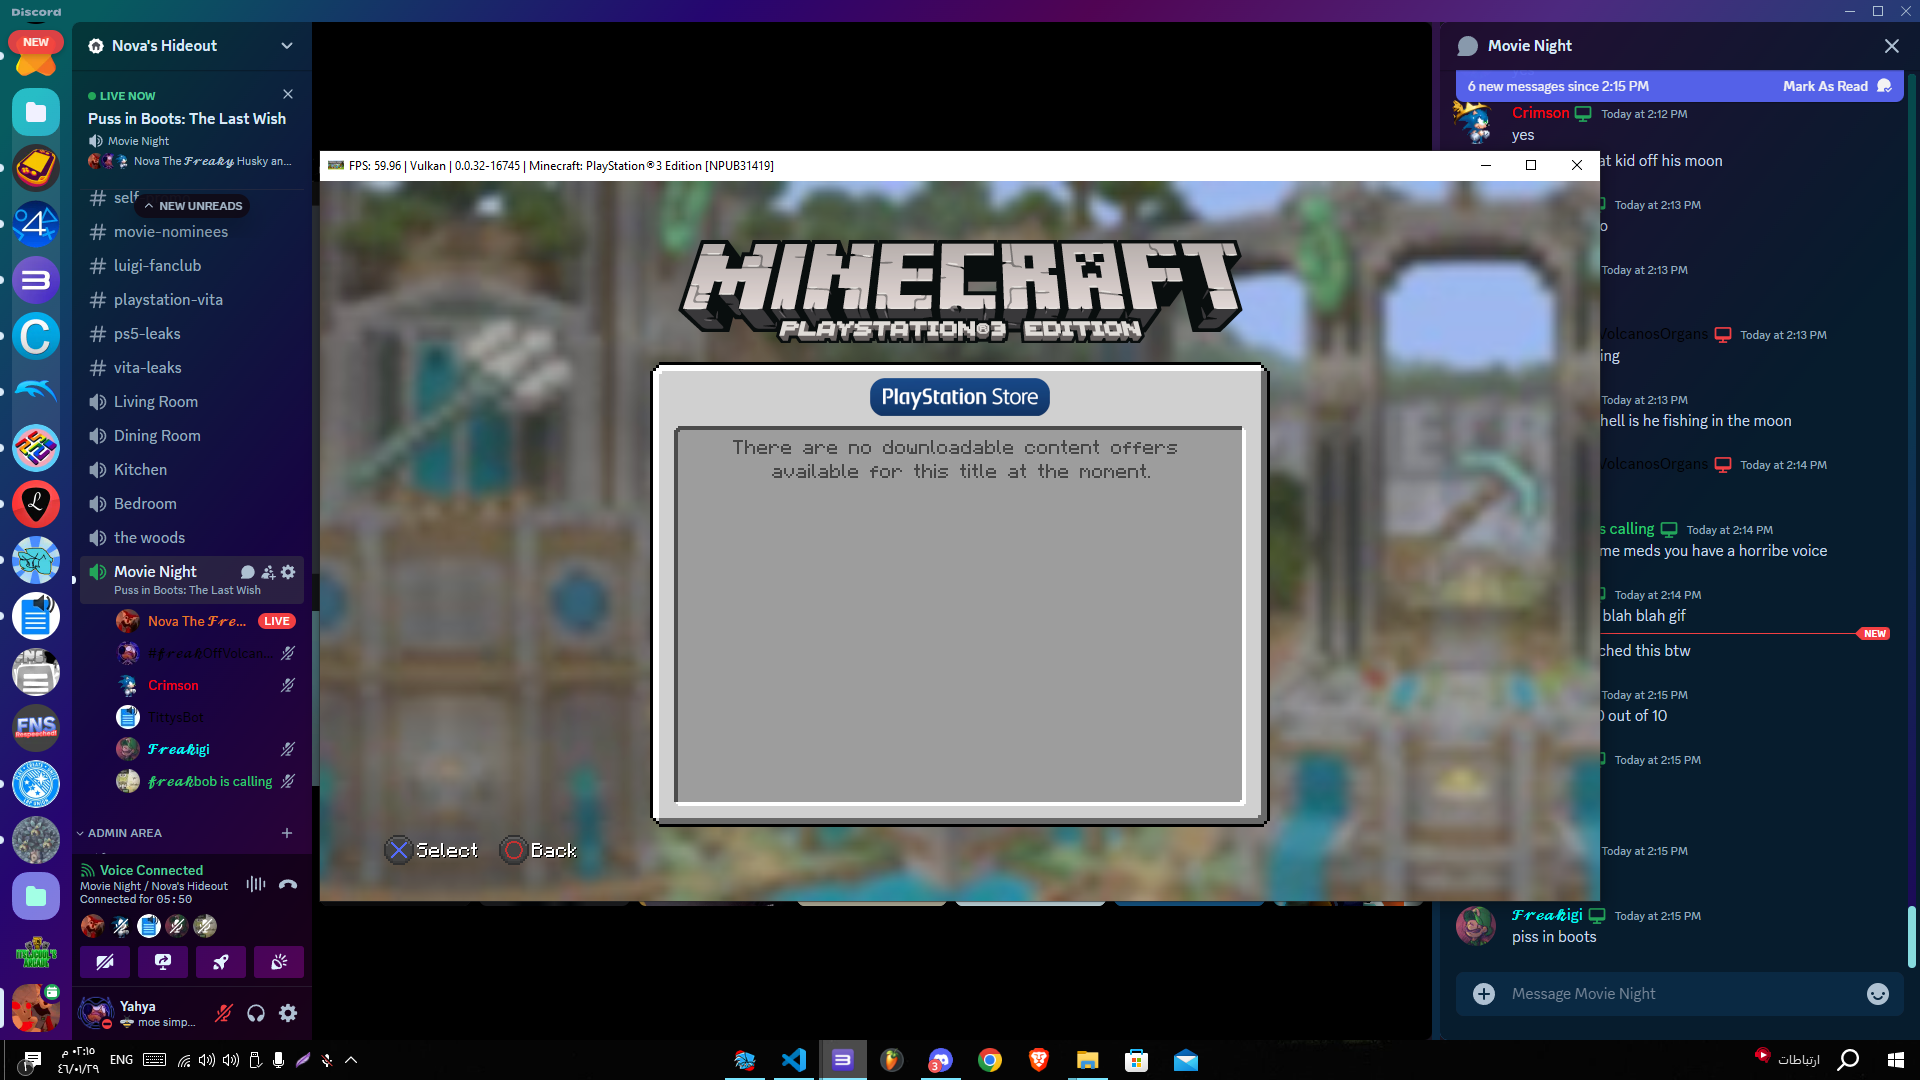 Discord
NEW
Nova's Hideout
LIVE NOW
Puss in Boots: The Last Wish
Movie Night
Nova The 𝓕𝓻𝓮𝓪𝓴𝔂 Husky an...
self
NEW UNREADS
movie-nominees
luigi-fanclub
playstation-vita
ps5-leaks
vita-leaks
Living Room
Dining Room
Kitchen
Bedroom
the woods
Movie Night
Puss in Boots: The Last Wish
Nova The 𝓕𝓻𝓮...
LIVE
#𝓯𝓻𝓮𝓪𝓴OffVolcan...
Crimson
TittysBot
𝓕𝓻𝓮𝓪𝓴igi
𝓯𝓻𝓮𝓪𝓴bob is calling
ADMIN AREA
Voice Connected
Movie Night / Nova's Hideout
Connected for 05:50
Yahya
moe simp...
FPS: 59.96 | Vulkan | 0.0.32-16745 | Minecraft: PlayStation®3 Edition [NPUB31419]
MINECRAFT
PLAYSTATION®3 EDITION
PlayStation Store
There are no downloadable content offers
available for this title at the moment.
Select
Back
Movie Night
6 new messages since 2:15 PM
Mark As Read
Crimson
Today at 2:12 PM
yes
at kid off his moon
Today at 2:13 PM
o
Today at 2:13 PM
VolcanosOrgans
Today at 2:13 PM
ing
Today at 2:13 PM
hell is he fishing in the moon
VolcanosOrgans
Today at 2:14 PM
s calling
Today at 2:14 PM
me meds you have a horribe voice
Today at 2:14 PM
blah blah gif
NEW
ched this btw
Today at 2:15 PM
0 out of 10
Today at 2:15 PM
Today at 2:15 PM
𝓕𝓻𝓮𝓪𝓴igi
Today at 2:15 PM
piss in boots
Message Movie Night
٠٢:١٥ م
٤٦/٠١/٢٩
ENG
ارتباطات